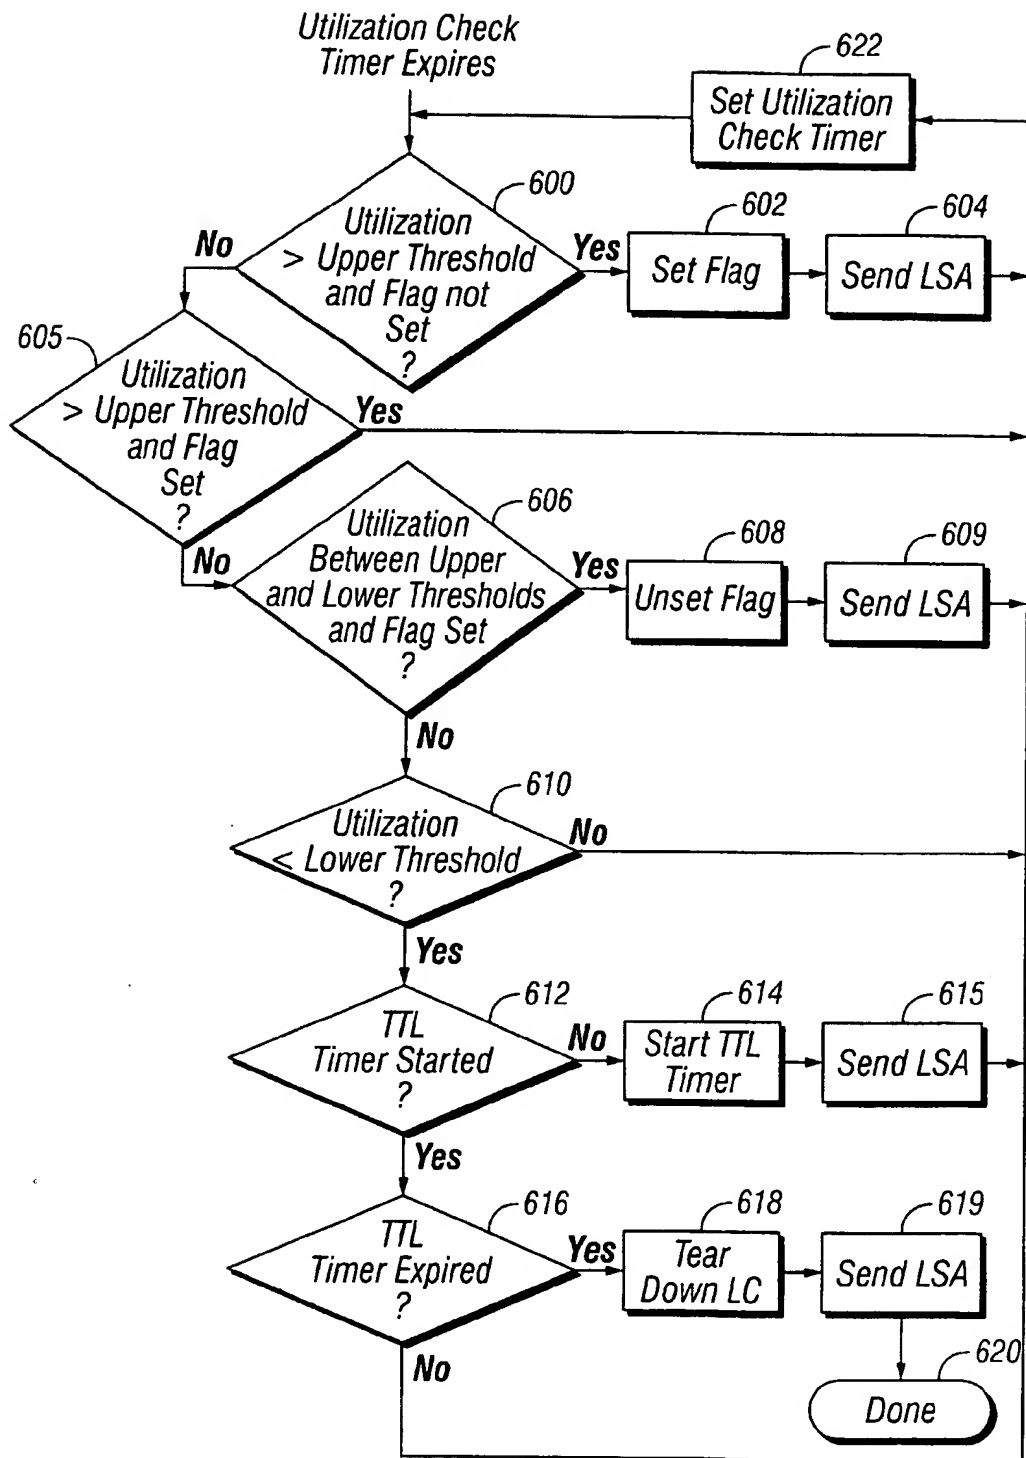 Utilization Check
Timer Expires
622
Set Utilization
Check Timer
600
Utilization
> Upper Threshold
and Flag not
Set
?
No
Yes
602
Set Flag
604
Send LSA
605
Utilization
> Upper Threshold
and Flag
Set
?
Yes
No
606
Utilization
Between Upper
and Lower Thresholds
and Flag Set
?
Yes
608
Unset Flag
609
Send LSA
No
610
Utilization
< Lower Threshold
?
No
Yes
612
TTL
Timer Started
?
No
614
Start TTL
Timer
615
Send LSA
Yes
616
TTL
Timer Expired
?
Yes
618
Tear
Down LC
619
Send LSA
No
620
Done